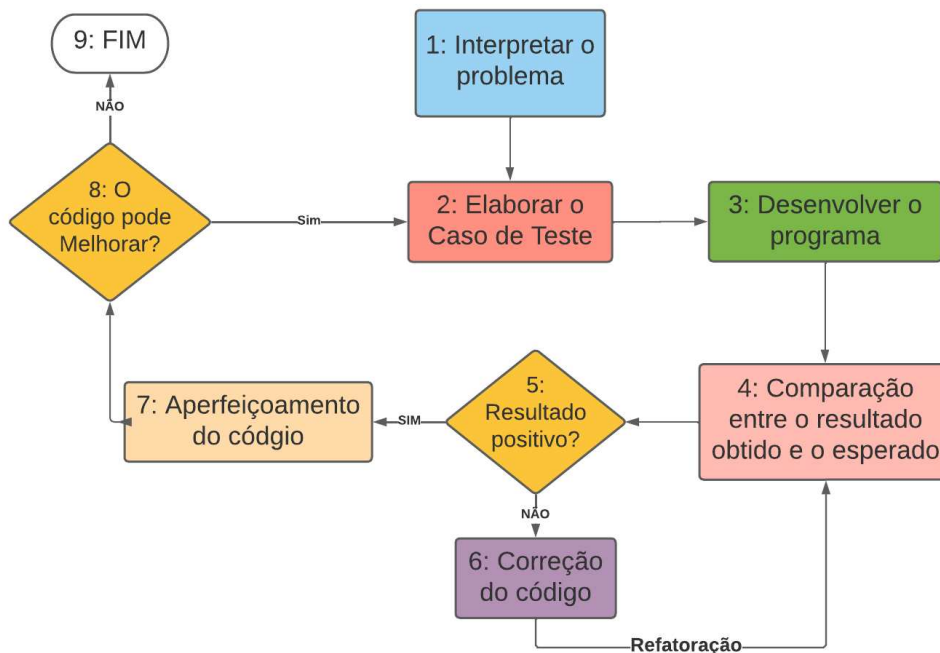 9: FIM
1: Interpretar o
problema
NÃO
8: O
código pode
Melhorar?
Sim
2: Elaborar o
Caso de Teste
3: Desenvolver o
programa
4: Comparação
entre o resultado
obtido e o esperado
5:
Resultado
positivo?
SIM
7: Aperfeiçoamento
do códgio
NÃO
6: Correção
do código
Refatoração